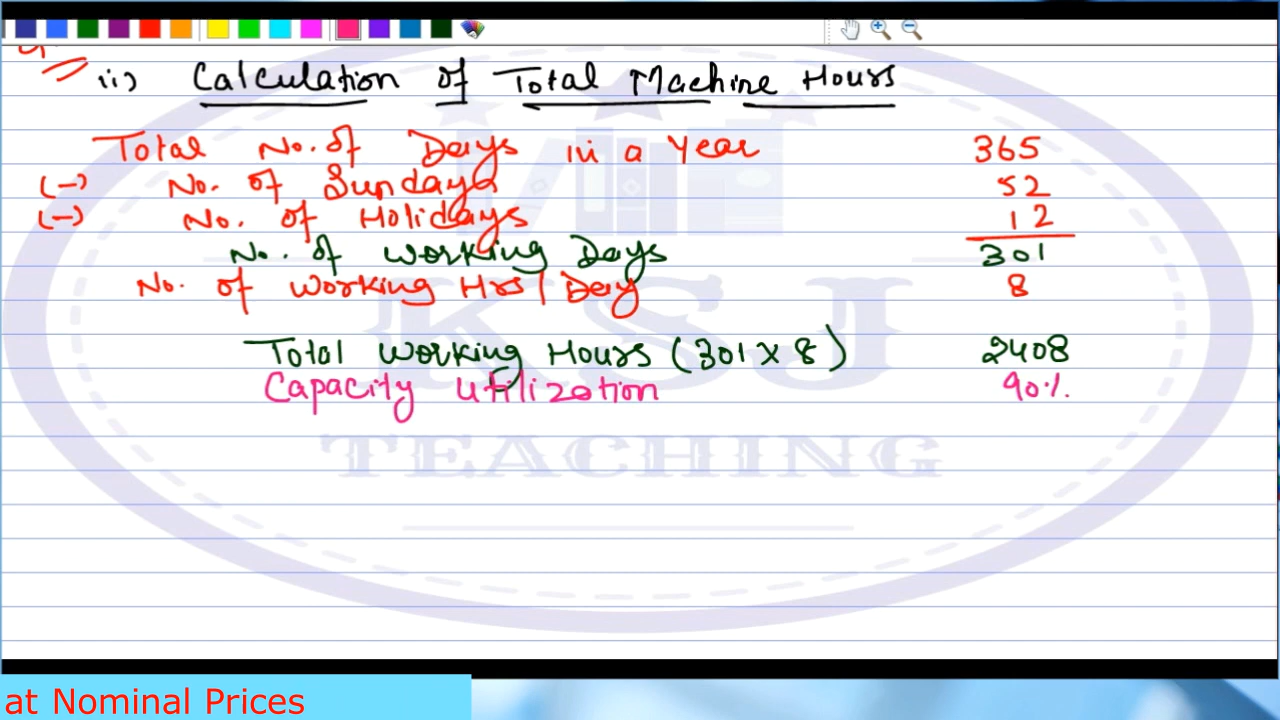 ii) Calculation of Total Machine Hours
Total No. of Days in a Year 365
(-) No. of Sundays 52
(-) No. of Holidays 12
No. of Working Days 301
No. of Working Hrs/Day 8
Total Working Hours (301 x 8) 2408
Capacity Utilization 90%.
KSJ
TEACHING
at Nominal Prices